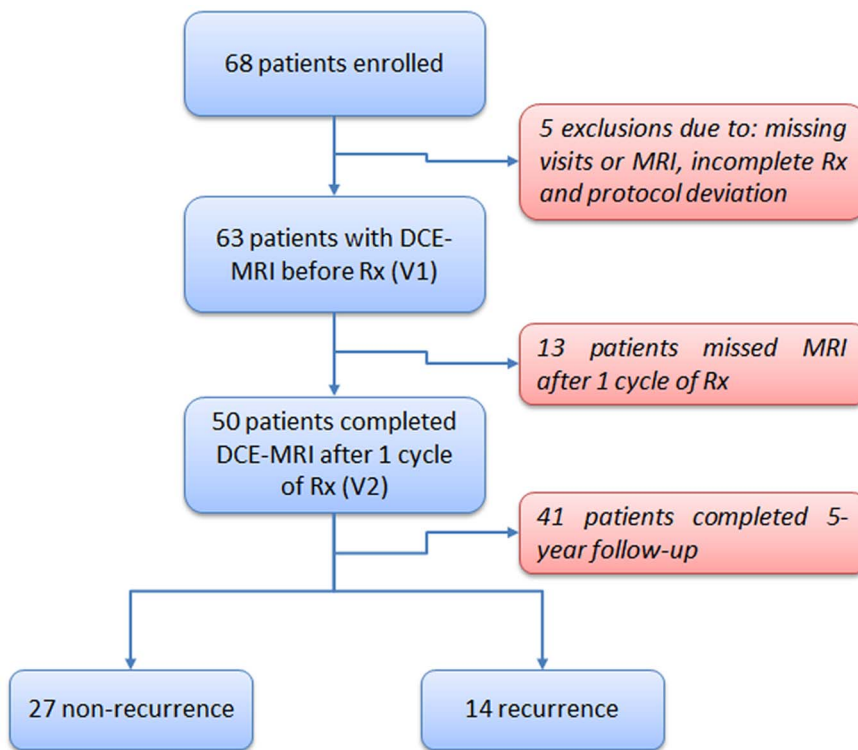 68 patients enrolled
5 exclusions due to: missing
visits or MRI, incomplete Rx
and protocol deviation
63 patients with DCE-
MRI before Rx (V1)
13 patients missed MRI
after 1 cycle of Rx
50 patients completed
DCE-MRI after 1 cycle
of Rx (V2)
41 patients completed 5-
year follow-up
27 non-recurrence
14 recurrence